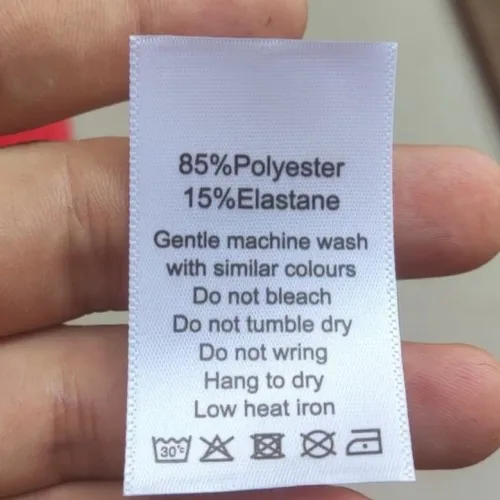 85%Polyester
15%Elastane
Gentle machine wash
with similar colours
Do not bleach
Do not tumble dry
Do not wring
Hang to dry
Low heat iron
30°c